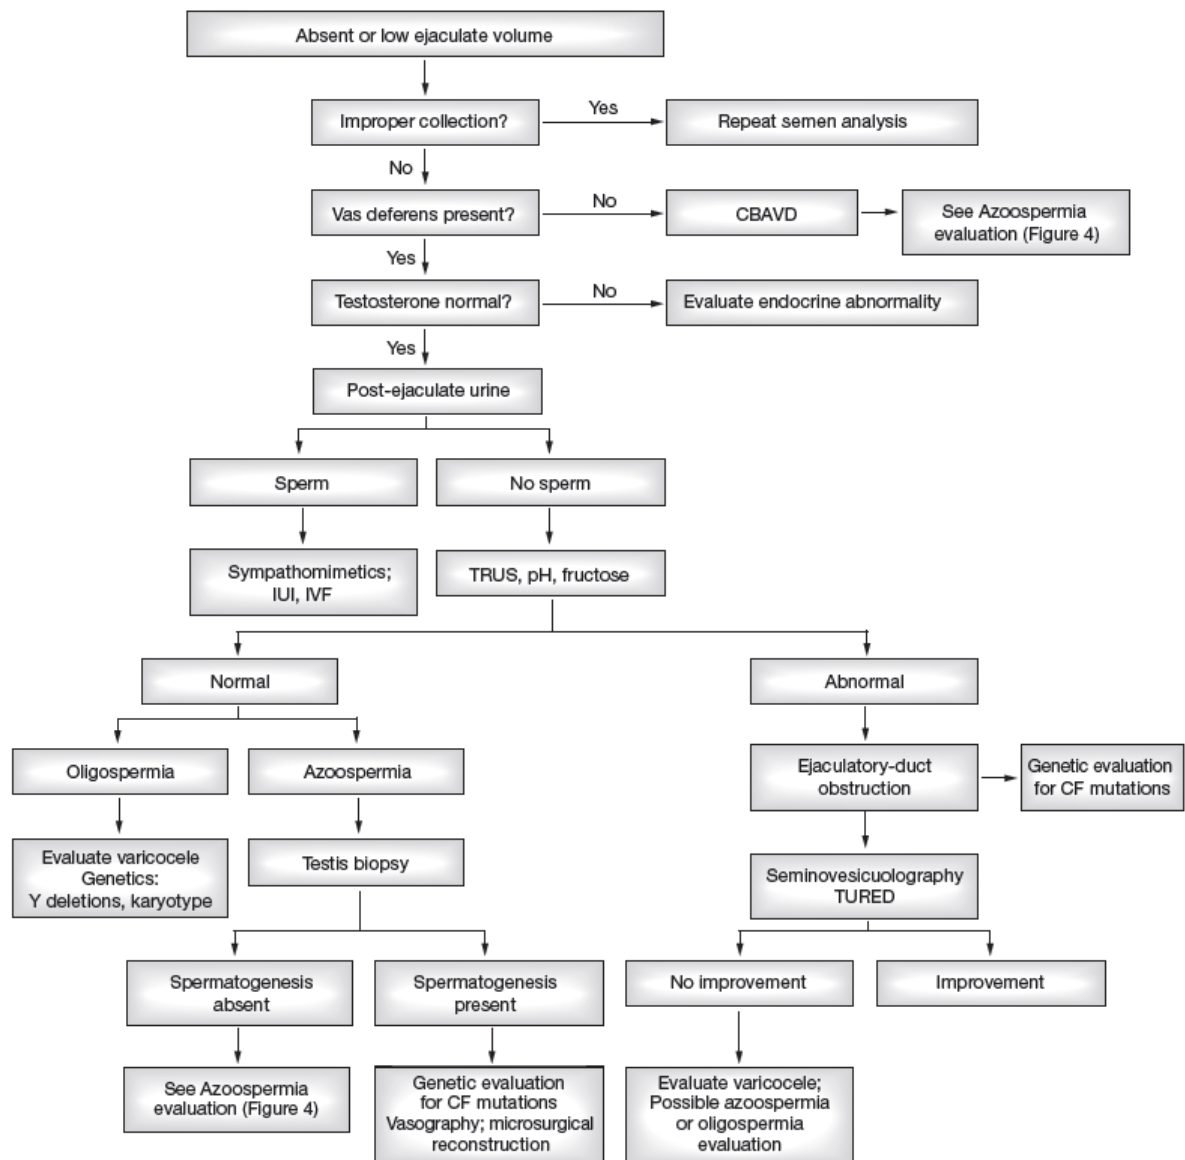 Absent or low ejaculate volume
Improper collection?
Yes
Repeat semen analysis
No
Vas deferens present?
No
CBAVD
See Azoospermia
evaluation (Figure 4)
Yes
Testosterone normal?
No
Evaluate endocrine abnormality
Yes
Post-ejaculate urine
Sperm
No sperm
Sympathomimetics;
IUI, IVF
TRUS, pH, fructose
Normal
Abnormal
Oligospermia
Azoospermia
Ejaculatory-duct
obstruction
Genetic evaluation
for CF mutations
Evaluate varicocele
Genetics:
Y deletions, karyotype
Testis biopsy
Seminovesicuolography
TURED
Spermatogenesis
absent
Spermatogenesis
present
No improvement
Improvement
See Azoospermia
evaluation (Figure 4)
Genetic evaluation
for CF mutations
Vasography; microsurgical
reconstruction
Evaluate varicocele;
Possible azoospermia
or oligospermia
evaluation